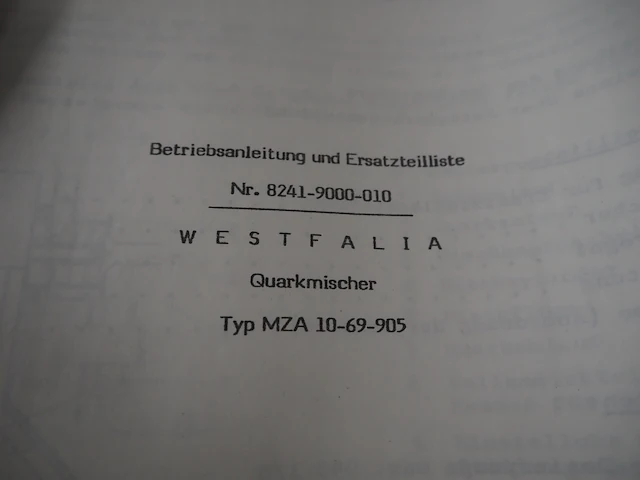 Betriebsanleitung und Ersatzteilliste
Nr. 8241-9000-010
W E S T F A L I A
Quarkmischer
Typ MZA 10-69-905